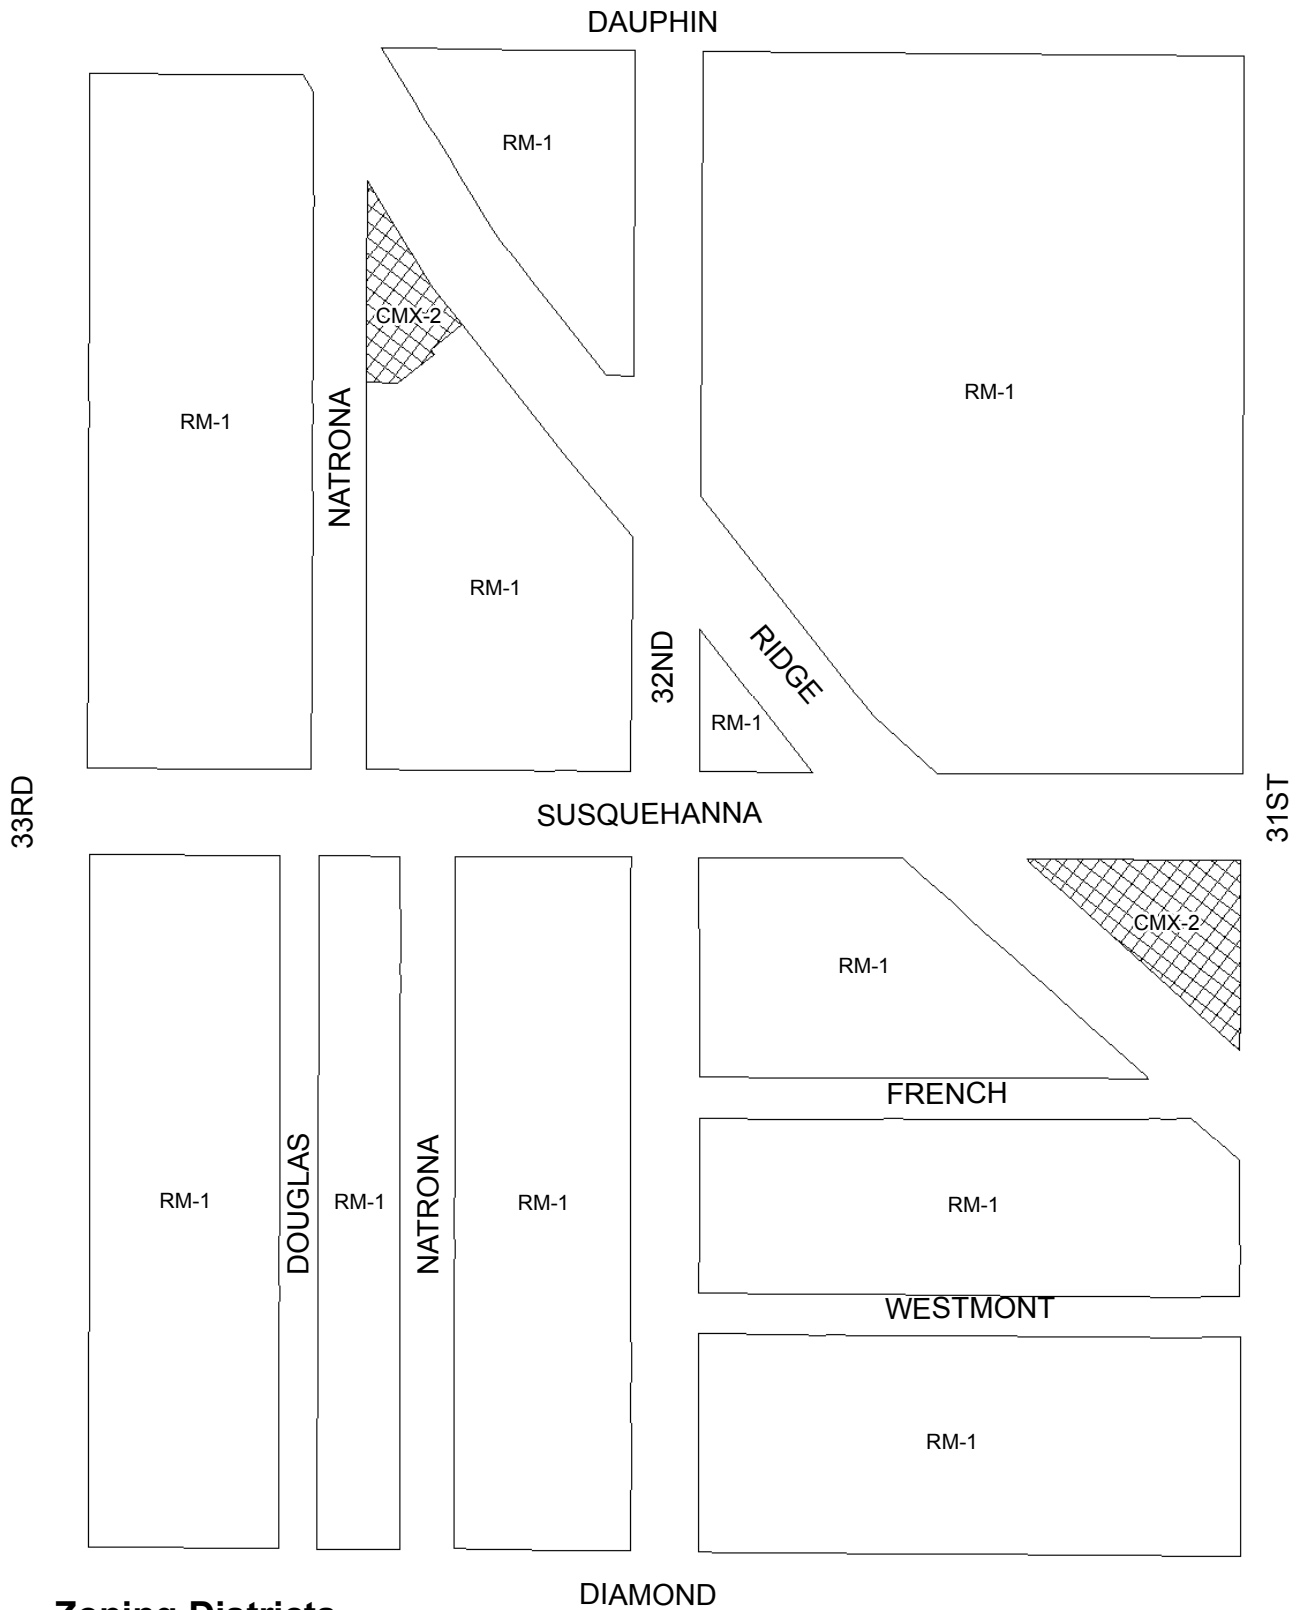 DAUPHIN
RM-1
CMX-2
RM-1
RM-1
NATRONA
RM-1
32ND
RIDGE
RM-1
33RD
SUSQUEHANNA
31ST
CMX-2
RM-1
FRENCH
DOUGLAS
NATRONA
RM-1
RM-1
RM-1
RM-1
WESTMONT
RM-1
DIAMOND
Zoning Districts